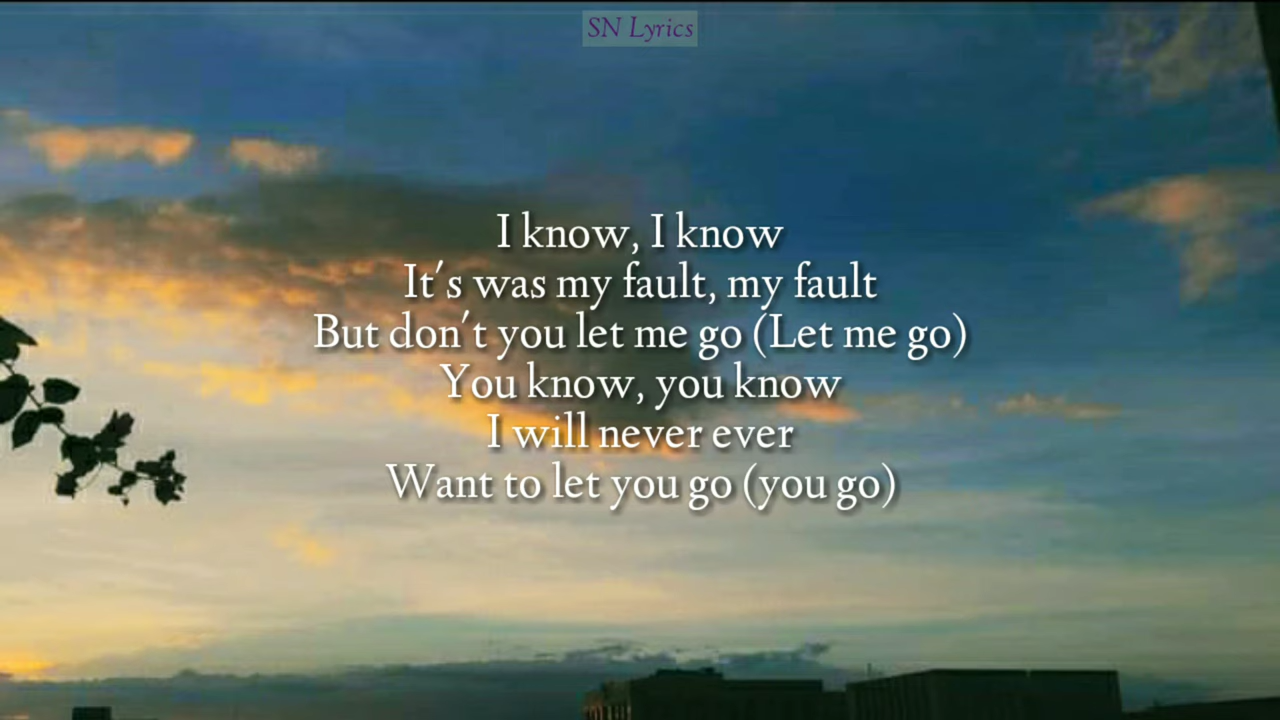 SN Lyrics
I know, I know
It's was my fault, my fault
But don't you let me go (Let me go)
You know, you know
I will never ever
Want to let you go (you go)